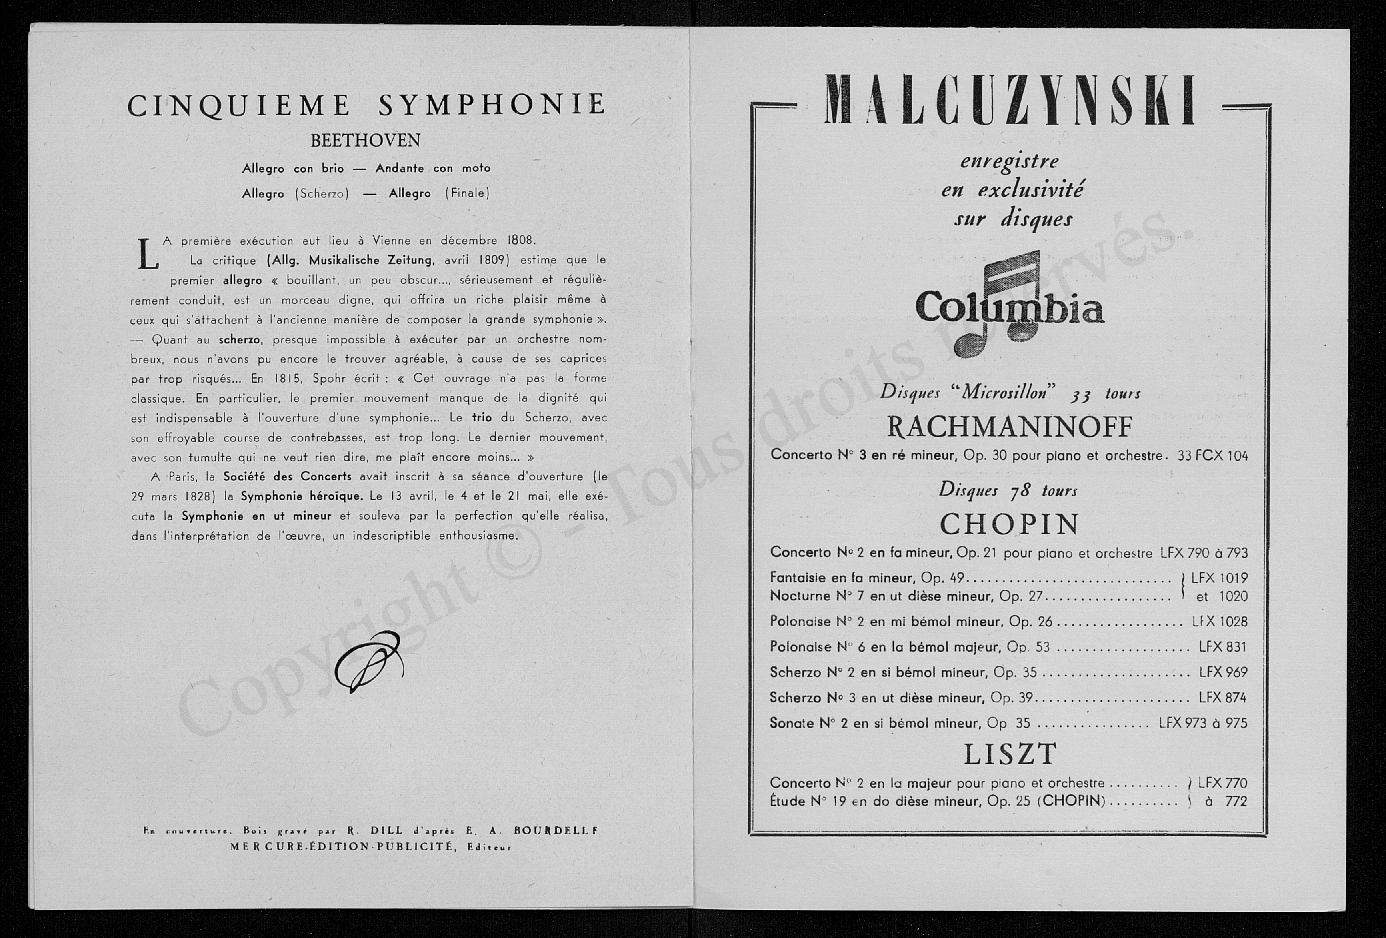 CINQUIEME SYMPHONIE
BEETHOVEN
Allegro con brio — Andante con moto
Allegro (Scherzo) — Allegro (Finale)
LA première exécution eut lieu à Vienne en décembre 1808.
La critique (Allg. Musikalische Zeitung, avril 1809) estime que le
premier allegro « bouillant, un peu obscur..., sérieusement et réguliè-
rement conduit, est un morceau digne, qui offrira un riche plaisir même à
ceux qui s'attachent à l'ancienne manière de composer la grande symphonie ».
— Quant au scherzo, presque impossible à exécuter par un orchestre nom-
breux, nous n'avons pu encore le trouver agréable, à cause de ses caprices
par trop risqués... En 1815, Spohr écrit : « Cet ouvrage n'a pas la forme
classique. En particulier, le premier mouvement manque de la dignité qui
est indispensable à l'ouverture d'une symphonie... Le trio du Scherzo, avec
son effroyable course de contrebasses, est trop long. Le dernier mouvement,
avec son tumulte qui ne veut rien dire, me plaît encore moins... »
A Paris, la Société des Concerts avait inscrit à sa séance d'ouverture (le
29 mars 1828) la Symphonie héroïque. Le 13 avril, le 4 et le 21 mai, elle exé-
cuta la Symphonie en ut mineur et souleva par la perfection qu'elle réalisa,
dans l'interprétation de l'œuvre, un indescriptible enthousiasme.
En couverture. Bois gravé par R. DILL d'après E. A. BOURDELLE
MERCURE-ÉDITION-PUBLICITÉ, Editeur
MALCUZYNSKI
enregistre
en exclusivité
sur disques
Columbia
Disques "Microsillon" 33 tours
RACHMANINOFF
Concerto N° 3 en ré mineur, Op. 30 pour piano et orchestre. 33 FCX 104
Disques 78 tours
CHOPIN
Concerto N° 2 en fa mineur, Op. 21 pour piano et orchestre LFX 790 à 793
Fantaisie en fa mineur, Op. 49............................ } LFX 1019
Nocturne N° 7 en ut dièse mineur, Op. 27.................. et 1020
Polonaise N° 2 en mi bémol mineur, Op. 26 .................. LFX 1028
Polonaise N° 6 en la bémol majeur, Op. 53 ................... LFX 831
Scherzo N° 2 en si bémol mineur, Op. 35 ..................... LFX 969
Scherzo N° 3 en ut dièse mineur, Op. 39...................... LFX 874
Sonate N° 2 en si bémol mineur, Op 35 ................ LFX 973 à 975
LISZT
Concerto N° 2 en la majeur pour piano et orchestre .......... } LFX 770
Étude N° 19 en do dièse mineur, Op. 25 (CHOPIN).......... à 772
Copyright © - Tous droits réservés.